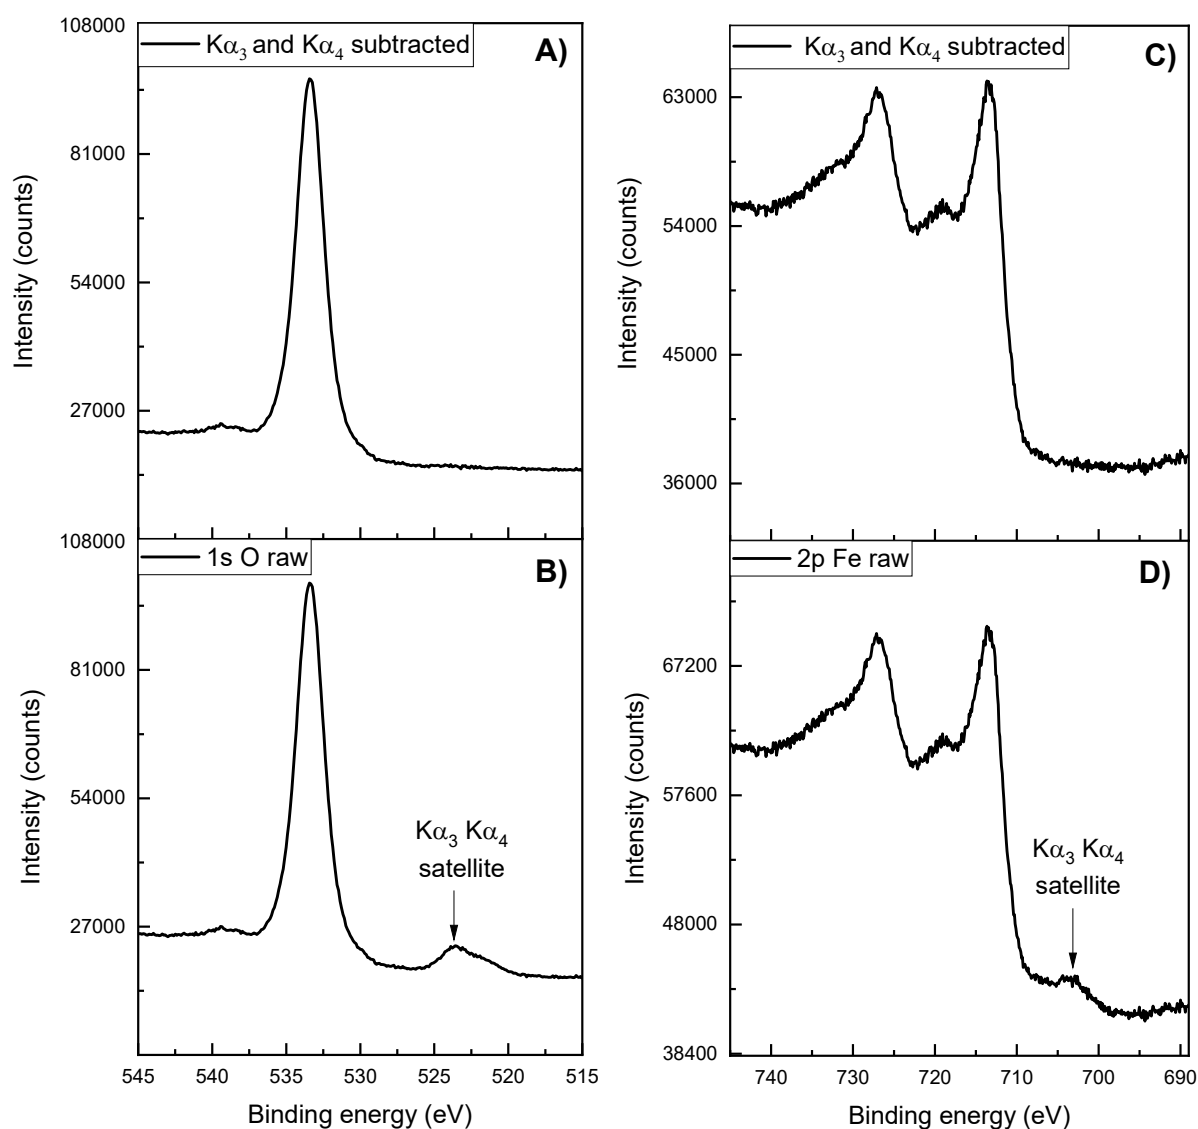 108000
81000
54000
27000
Intensity (counts)
Kα₃ and Kα₄ subtracted
A)
108000
81000
54000
27000
Intensity (counts)
1s O raw
B)
Kα₃ Kα₄
satellite
545 540 535 530 525 520 515
Binding energy (eV)
63000
54000
45000
36000
Intensity (counts)
Kα₃ and Kα₄ subtracted
C)
67200
57600
48000
38400
Intensity (counts)
2p Fe raw
D)
Kα₃ Kα₄
satellite
740 730 720 710 700 690
Binding energy (eV)